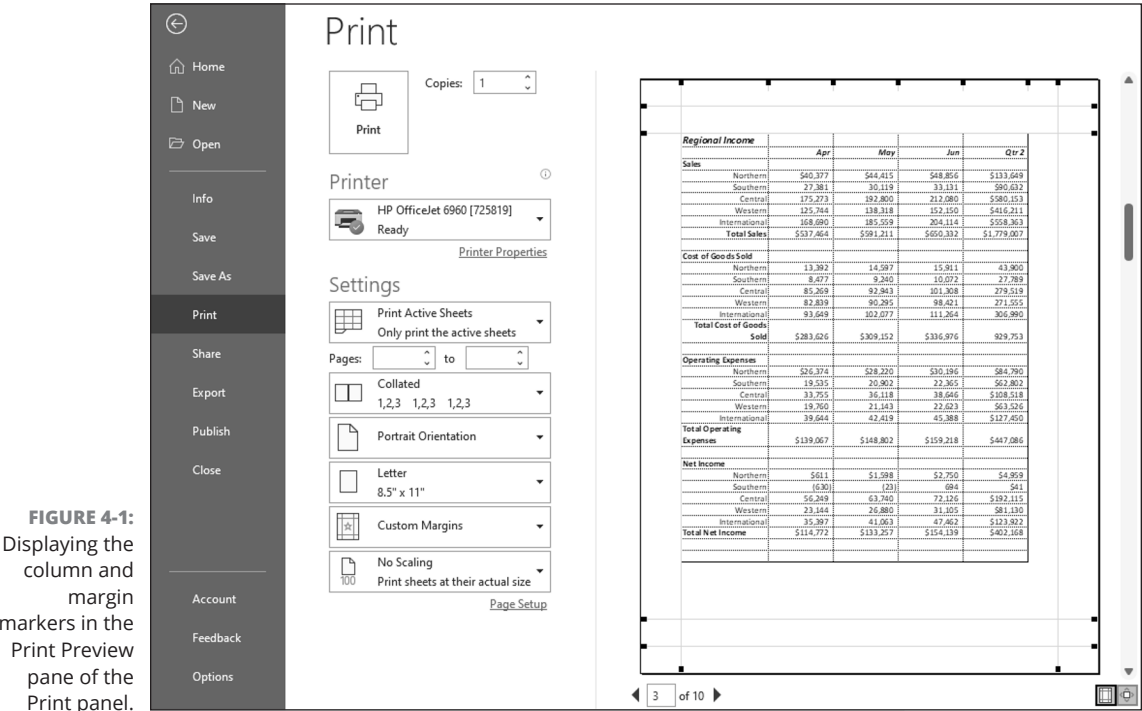 Print
Home
New
Open
Info
Save
Save As
Print
Share
Export
Publish
Close
Account
Feedback
Options
Print
Copies: 1
Printer
HP OfficeJet 6960 [725819]
Ready
Printer Properties
Settings
Print Active Sheets
Only print the active sheets
Pages: to
Collated
1,2,3 1,2,3 1,2,3
Portrait Orientation
Letter
8.5" x 11"
Custom Margins
No Scaling
Print sheets at their actual size
100
Page Setup
Regional Income
Apr May Jun Qtr 2
Sales
Northern $40,377 $44,415 $48,856 $133,649
Southern 27,381 30,119 33,131 $90,632
Central 175,273 192,800 212,080 $580,153
Western 125,744 138,318 152,150 $416,211
International 168,690 185,559 204,114 $558,363
Total Sales $537,464 $591,211 $650,332 $1,779,007
Cost of Goods Sold
Northern 13,392 14,597 15,911 43,900
Southern 8,477 9,240 10,072 27,789
Central 85,269 92,943 101,308 279,519
Western 82,839 90,295 98,421 271,555
International 93,649 102,077 111,264 306,990
Total Cost of Goods
Sold $283,626 $309,152 $336,976 929,753
Operating Expenses
Northern $26,374 $28,220 $30,196 $84,790
Southern 19,535 20,902 22,365 $62,802
Central 33,755 36,118 38,646 $108,518
Western 19,760 21,143 22,623 $63,526
International 39,644 42,419 45,388 $127,450
Total Operating
Expenses $139,067 $148,802 $159,218 $447,086
Net Income
Northern $611 $1,598 $2,750 $4,959
Southern (630) (23) 694 $41
Central 56,249 63,740 72,126 $192,115
Western 23,144 26,880 31,105 $81,130
International 35,397 41,063 47,462 $123,922
Total Net Income $114,772 $133,257 $154,139 $402,168
3 of 10
FIGURE 4-1:
Displaying the
column and
margin
markers in the
Print Preview
pane of the
Print panel.